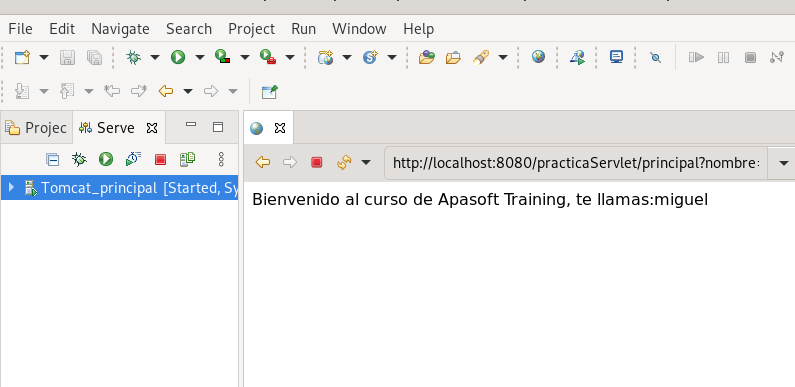 File Edit Navigate Search Project Run Window Help
Projec Serve
http://localhost:8080/practicaServlet/principal?nombre:
Tomcat_principal [Started, Sy
Bienvenido al curso de Apasoft Training, te llamas:miguel